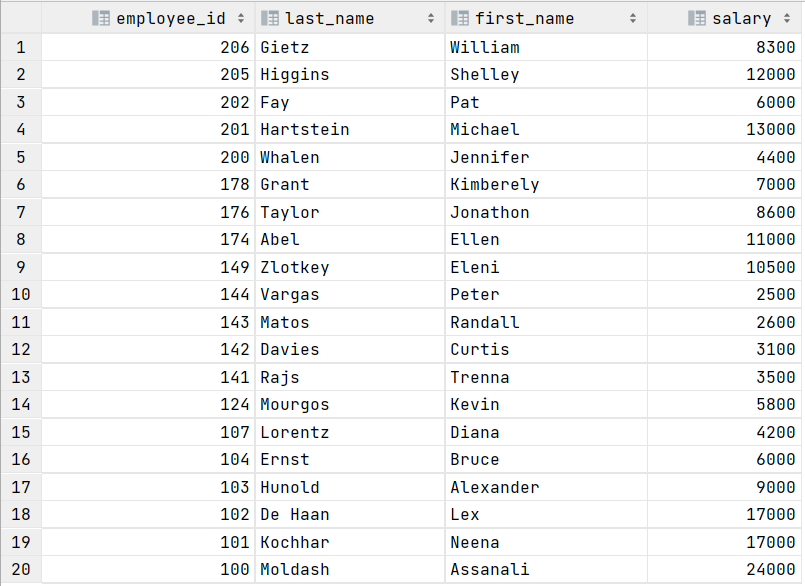 employee_id last_name first_name salary
1 206 Gietz William 8300
2 205 Higgins Shelley 12000
3 202 Fay Pat 6000
4 201 Hartstein Michael 13000
5 200 Whalen Jennifer 4400
6 178 Grant Kimberely 7000
7 176 Taylor Jonathon 8600
8 174 Abel Ellen 11000
9 149 Zlotkey Eleni 10500
10 144 Vargas Peter 2500
11 143 Matos Randall 2600
12 142 Davies Curtis 3100
13 141 Rajs Trenna 3500
14 124 Mourgos Kevin 5800
15 107 Lorentz Diana 4200
16 104 Ernst Bruce 6000
17 103 Hunold Alexander 9000
18 102 De Haan Lex 17000
19 101 Kochhar Neena 17000
20 100 Moldash Assanali 24000